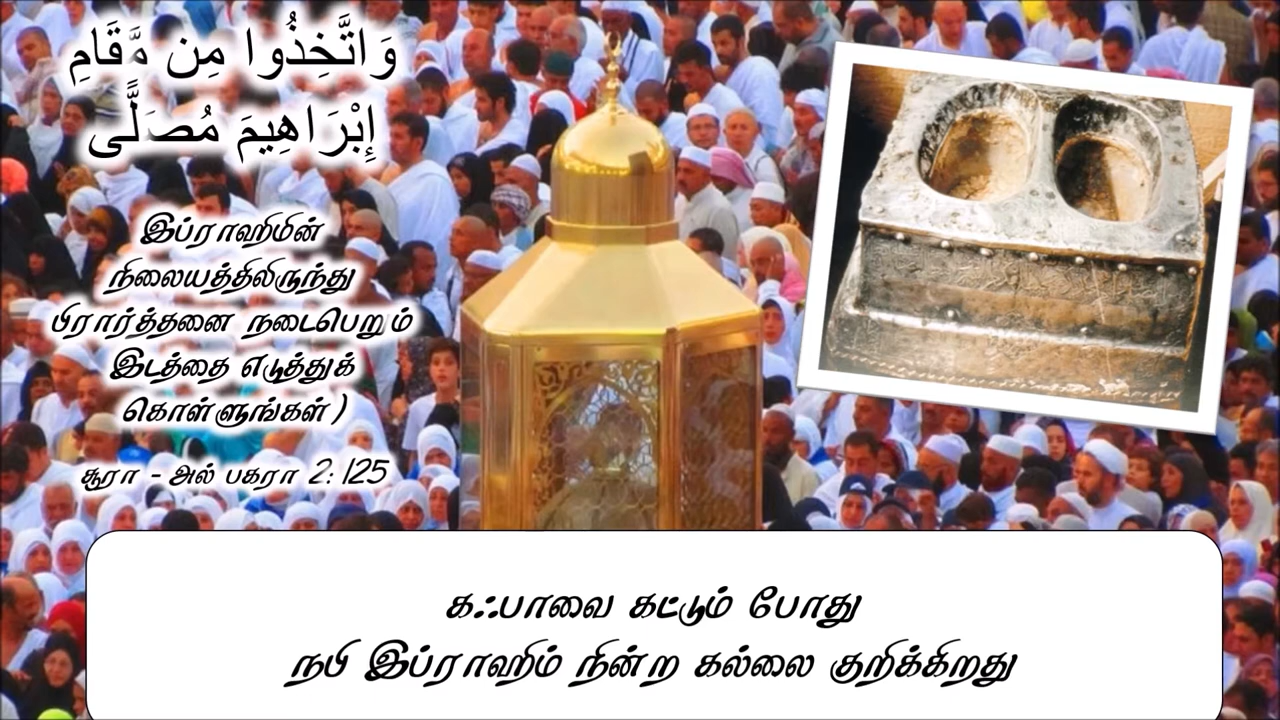 وَاتَّخِذُوا مِن مَّقَامِ
إِبْرَاهِيمَ مُصَلًّى
இப்ராஹிமின்
நிலையத்திலிருந்து
பிரார்த்தனை நடைபெறும்
இடத்தை எடுத்துக்
கொள்ளுங்கள்)
சூரா - அல் பகரா 2: 125
கஃபாவை கட்டும் போது
நபி இப்ராஹிம் நின்ற கல்லை குறிக்கிறது